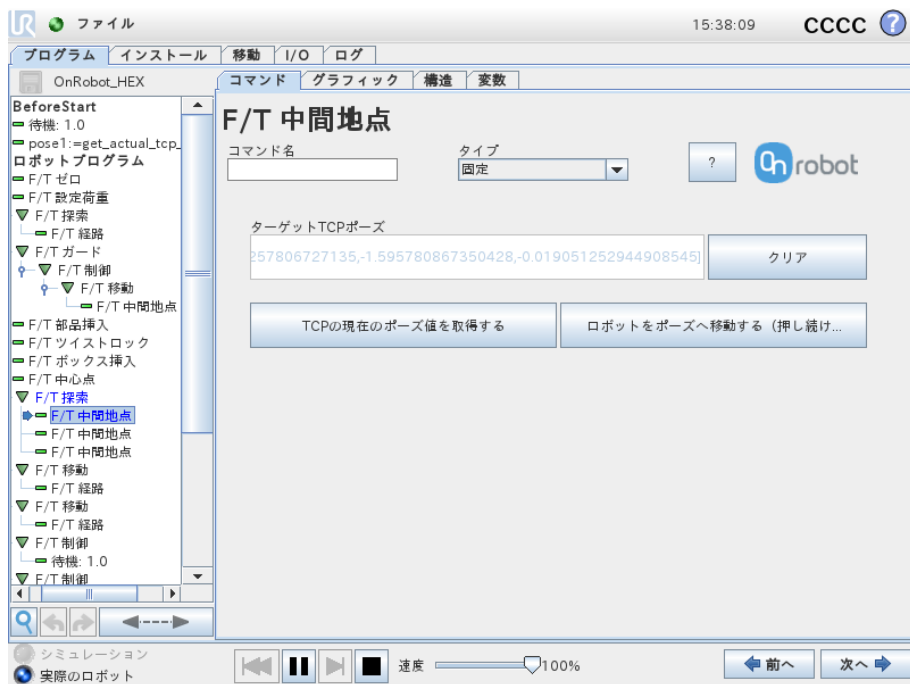 UR ファイル 15:38:09 CCCC ?
プログラム インストール 移動 I/O ログ
OnRobot_HEX
コマンド グラフィック 構造 変数
BeforeStart
待機: 1.0
pose1:=get_actual_tcp_
ロボットプログラム
F/T ゼロ
F/T 設定荷重
F/T 探索
F/T 経路
F/T ガード
F/T 制御
F/T 移動
F/T 中間地点
F/T 部品挿入
F/T ツイストロック
F/T ボックス挿入
F/T 中心点
F/T 探索
F/T 中間地点
F/T 中間地点
F/T 中間地点
F/T 移動
F/T 経路
F/T 移動
F/T 経路
F/T 制御
待機: 1.0
F/T 制御
F/T 中間地点
コマンド名
タイプ
固定
?
On robot
ターゲットTCPポーズ
257806727135,-1.595780867350428,-0.019051252944908545]
クリア
TCPの現在のポーズ値を取得する
ロボットをポーズへ移動する（押し続け...
シミュレーション
実際のロボット
速度 100%
前へ 次へ